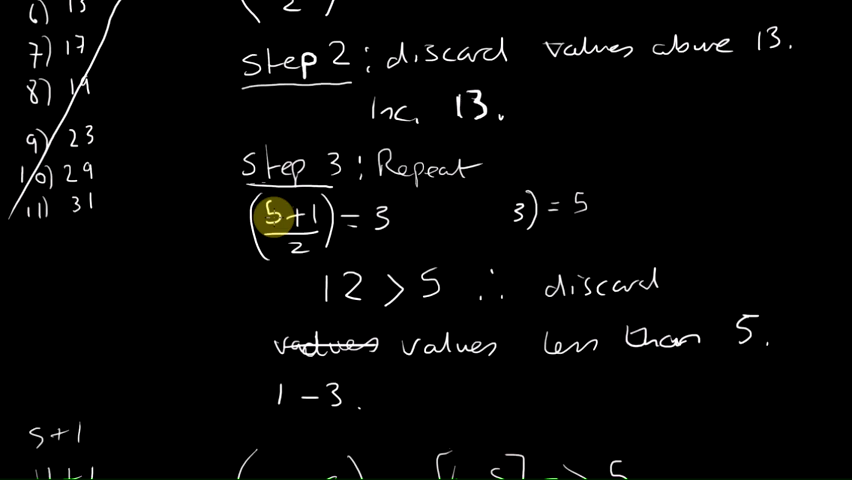 6) 13
7) 17
8) 19
9) 23
10) 29
11) 31
2 )
Step 2 : discard values above 13.
Inc. 13.
Step 3 : Repeat
(5+1/2) = 3 3) = 5
12 > 5 ∴ discard
values values less than 5.
1 – 3.
5+1